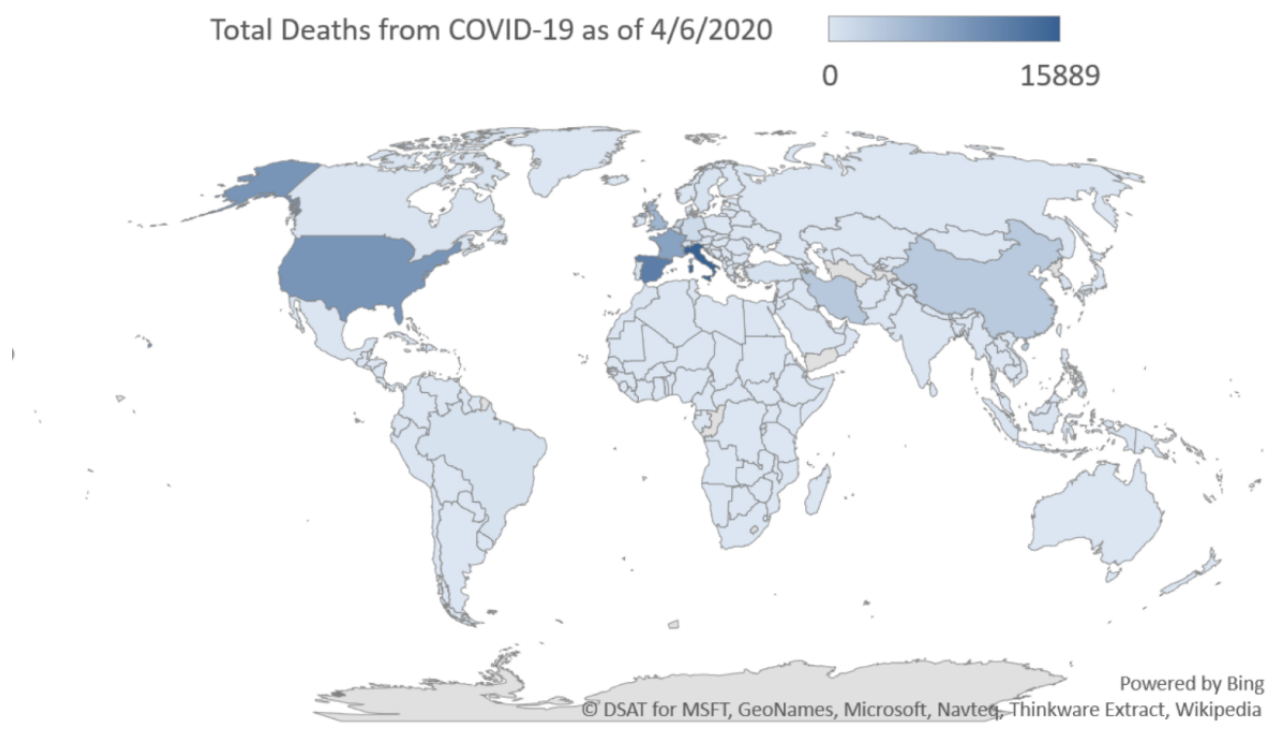 Total Deaths from COVID-19 as of 4/6/2020
0 15889
Powered by Bing
© DSAT for MSFT, GeoNames, Microsoft, Navteq, Thinkware Extract, Wikipedia